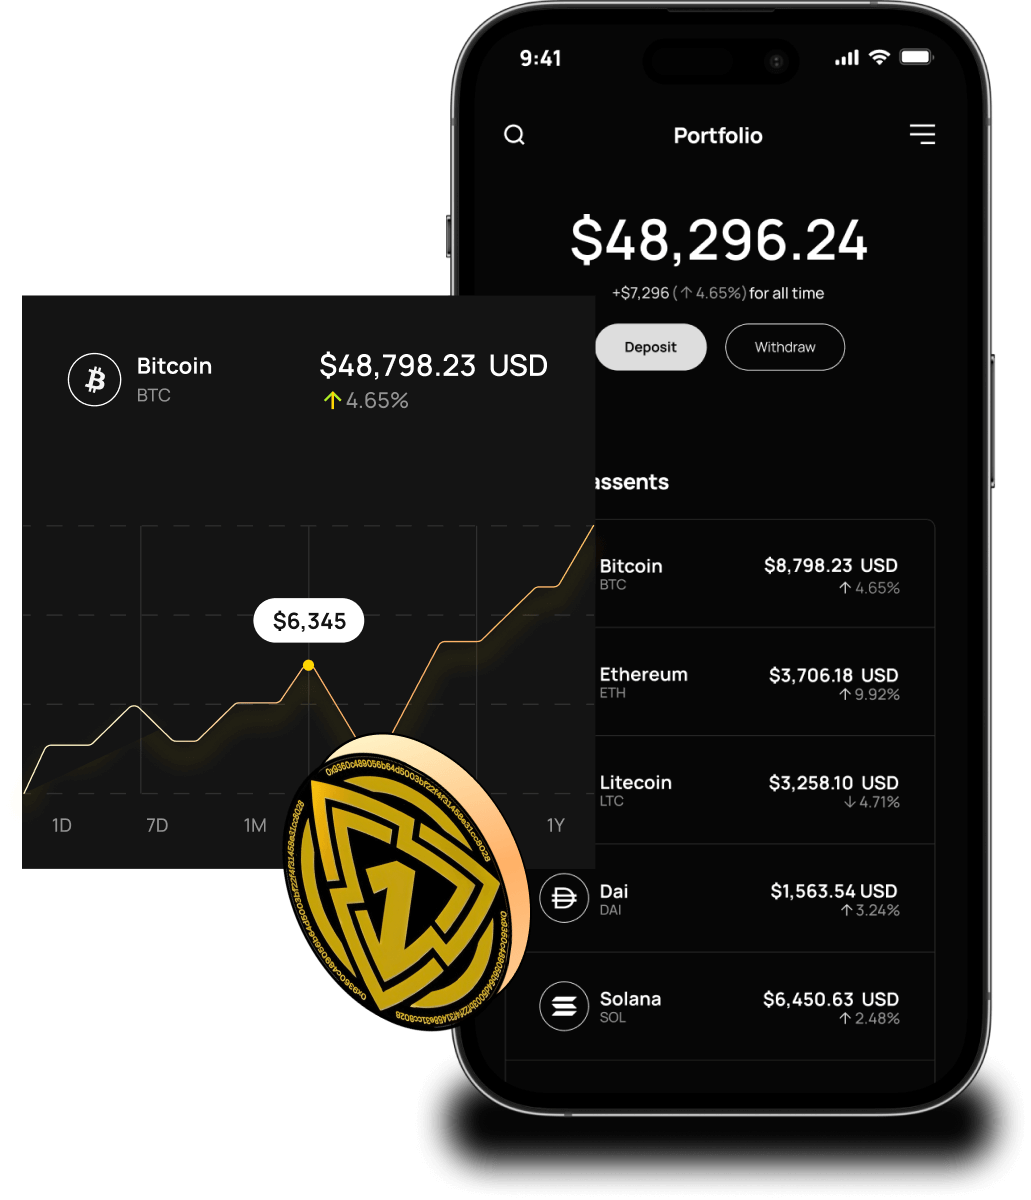 9:41
Portfolio
$48,296.24
+$7,296 (↑ 4.65%) for all time
Deposit Withdraw
Bitcoin
BTC
$48,798.23 USD
↑ 4.65%
$6,345
1D 7D 1M 1Y
assents
Bitcoin $8,798.23 USD
BTC ↑ 4.65%
Ethereum $3,706.18 USD
ETH ↑ 9.92%
Litecoin $3,258.10 USD
LTC ↓ 4.71%
Dai $1,563.54 USD
DAI ↑ 3.24%
Solana $6,450.63 USD
SOL ↑ 2.48%